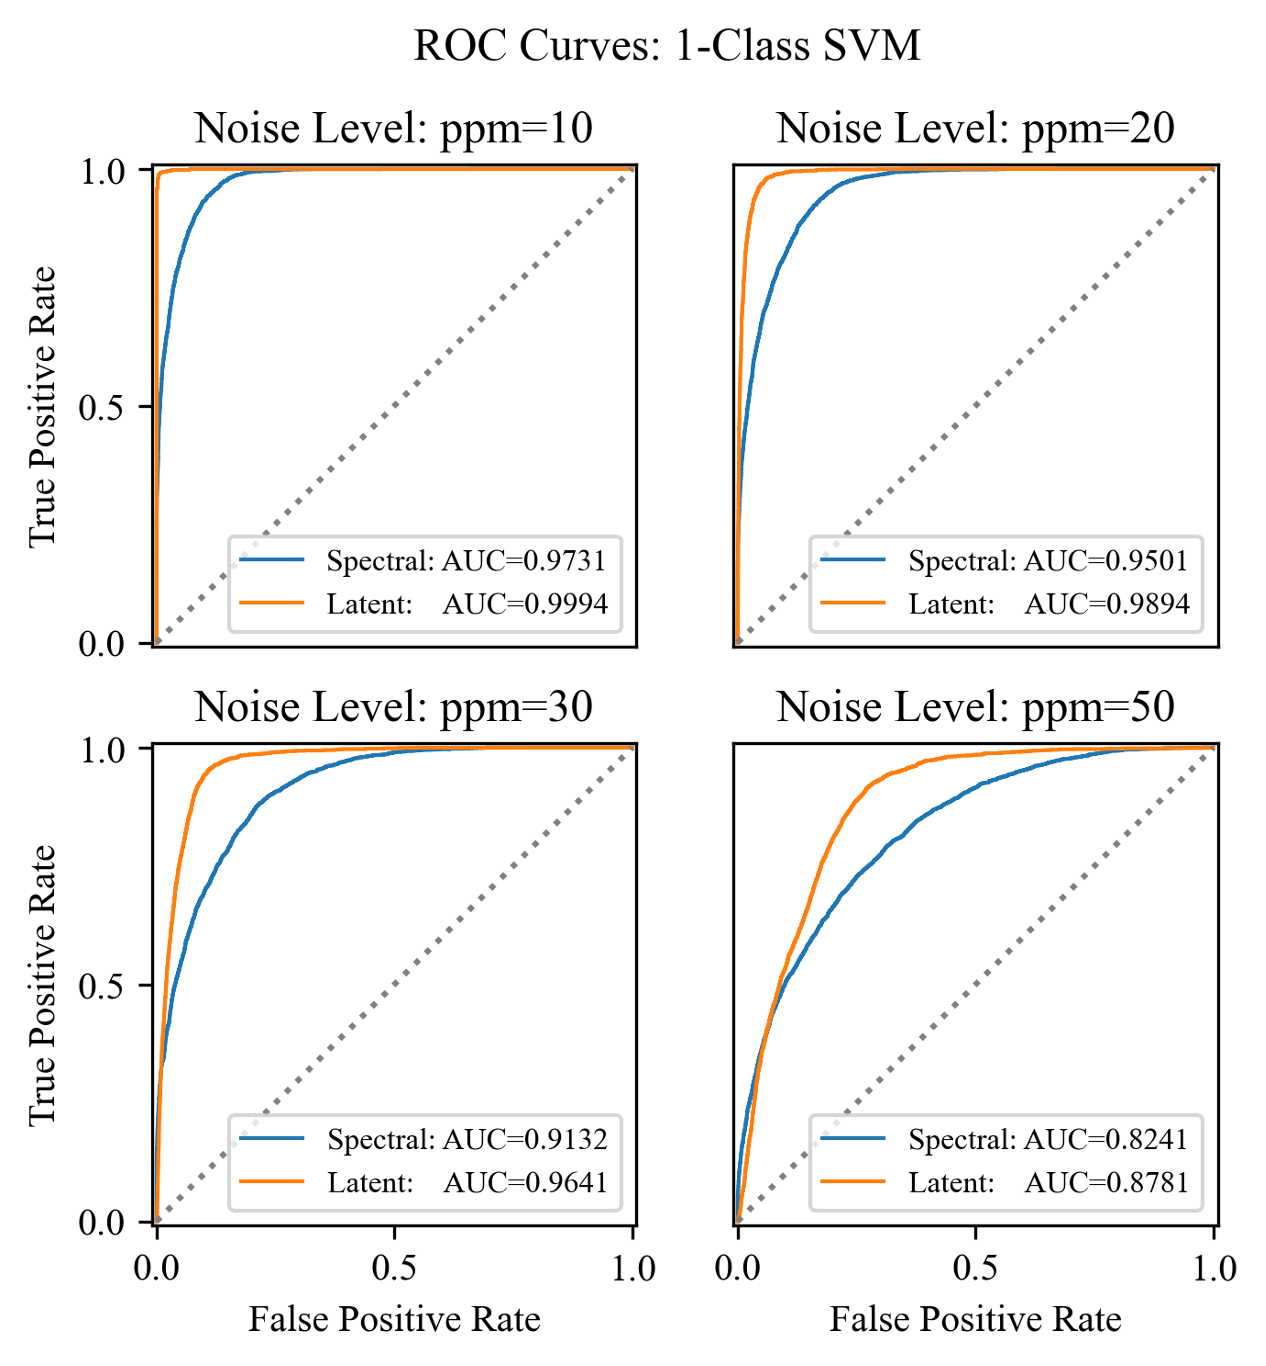 ROC Curves: 1-Class SVM
Noise Level: ppm=10
1.0
0.5
0.0
True Positive Rate
Spectral: AUC=0.9731
Latent: AUC=0.9994
Noise Level: ppm=20
Spectral: AUC=0.9501
Latent: AUC=0.9894
Noise Level: ppm=30
1.0
0.5
0.0
True Positive Rate
Spectral: AUC=0.9132
Latent: AUC=0.9641
0.0 0.5 1.0
False Positive Rate
Noise Level: ppm=50
Spectral: AUC=0.8241
Latent: AUC=0.8781
0.0 0.5 1.0
False Positive Rate